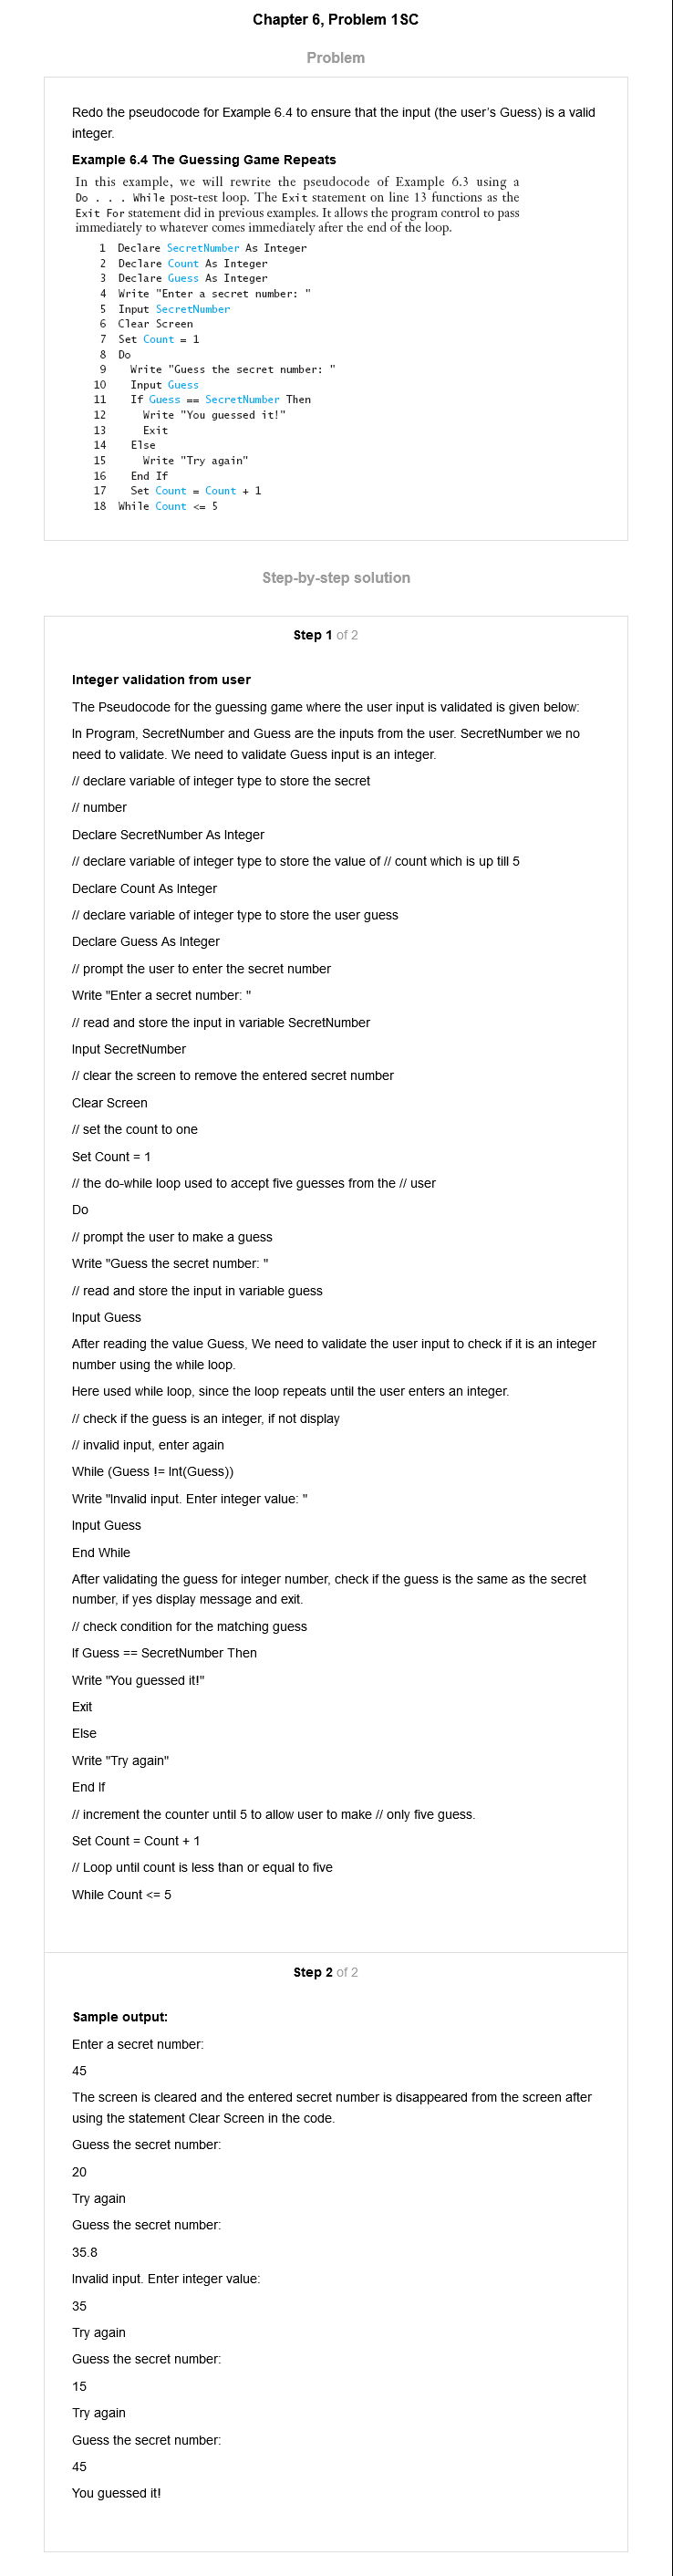 Chapter 6, Problem 1SC
Problem
Redo the pseudocode for Example 6.4 to ensure that the input (the user's Guess) is a valid
integer.
Example 6.4 The Guessing Game Repeats
In this example, we will rewrite the pseudocode of Example 6.3 using a
Do . . . While post-test loop. The Exit statement on line 13 functions as the
Exit For statement did in previous examples. It allows the program control to pass
immediately to whatever comes immediately after the end of the loop.
1 Declare SecretNumber As Integer
2 Declare Count As Integer
3 Declare Guess As Integer
4 Write "Enter a secret number: "
5 Input SecretNumber
6 Clear Screen
7 Set Count = 1
8 Do
9 Write "Guess the secret number: "
10 Input Guess
11 If Guess == SecretNumber Then
12 Write "You guessed it!"
13 Exit
14 Else
15 Write "Try again"
16 End If
17 Set Count = Count + 1
18 While Count <= 5
Step-by-step solution
Step 1 of 2
Integer validation from user
The Pseudocode for the guessing game where the user input is validated is given below:
In Program, SecretNumber and Guess are the inputs from the user. SecretNumber we no
need to validate. We need to validate Guess input is an integer.
// declare variable of integer type to store the secret
// number
Declare SecretNumber As Integer
// declare variable of integer type to store the value of // count which is up till 5
Declare Count As Integer
// declare variable of integer type to store the user guess
Declare Guess As Integer
// prompt the user to enter the secret number
Write "Enter a secret number: "
// read and store the input in variable SecretNumber
Input SecretNumber
// clear the screen to remove the entered secret number
Clear Screen
// set the count to one
Set Count = 1
// the do-while loop used to accept five guesses from the // user
Do
// prompt the user to make a guess
Write "Guess the secret number: "
// read and store the input in variable guess
Input Guess
After reading the value Guess, We need to validate the user input to check if it is an integer
number using the while loop.
Here used while loop, since the loop repeats until the user enters an integer.
// check if the guess is an integer, if not display
// invalid input, enter again
While (Guess != Int(Guess))
Write "Invalid input. Enter integer value: "
Input Guess
End While
After validating the guess for integer number, check if the guess is the same as the secret
number, if yes display message and exit.
// check condition for the matching guess
If Guess == SecretNumber Then
Write "You guessed it!"
Exit
Else
Write "Try again"
End If
// increment the counter until 5 to allow user to make // only five guess.
Set Count = Count + 1
// Loop until count is less than or equal to five
While Count <= 5
Step 2 of 2
Sample output:
Enter a secret number:
45
The screen is cleared and the entered secret number is disappeared from the screen after
using the statement Clear Screen in the code.
Guess the secret number:
20
Try again
Guess the secret number:
35.8
Invalid input. Enter integer value:
35
Try again
Guess the secret number:
15
Try again
Guess the secret number:
45
You guessed it!